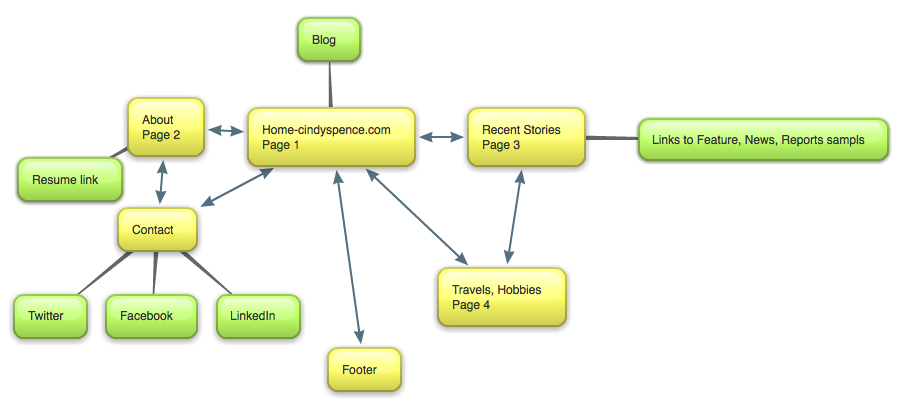 Blog
About
Page 2
Home-cindyspence.com
Page 1
Recent Stories
Page 3
Links to Feature, News, Reports sampls
Resume link
Contact
Travels, Hobbies
Page 4
Twitter
Facebook
LinkedIn
Footer